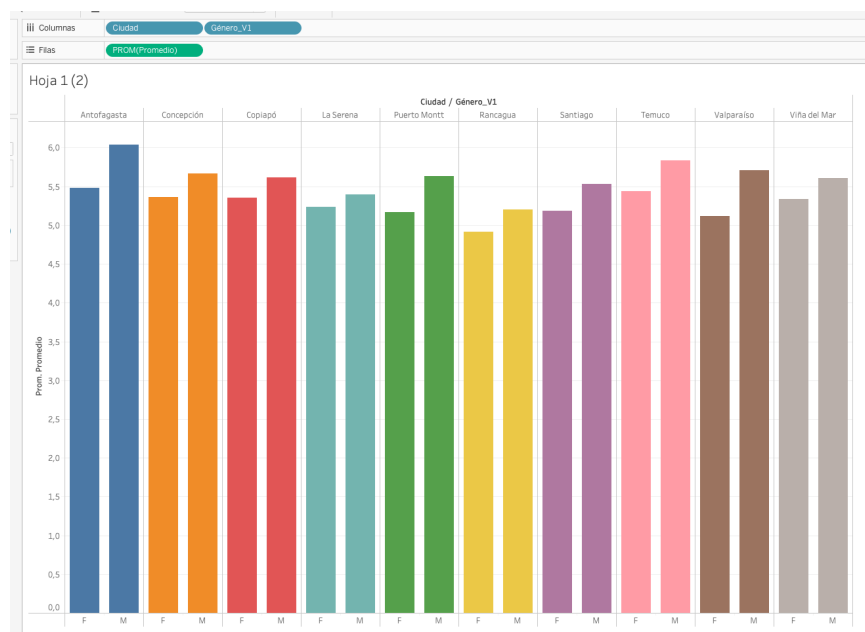 Columnas Ciudad Género_V1
Filas PROM(Promedio)
Hoja 1 (2)
Ciudad / Género_V1
Antofagasta Concepción Copiapó La Serena Puerto Montt Rancagua Santiago Temuco Valparaíso Viña del Mar
Prom. Promedio
6,0
5,5
5,0
4,5
4,0
3,5
3,0
2,5
2,0
1,5
1,0
0,5
0,0
F M F M F M F M F M F M F M F M F M F M